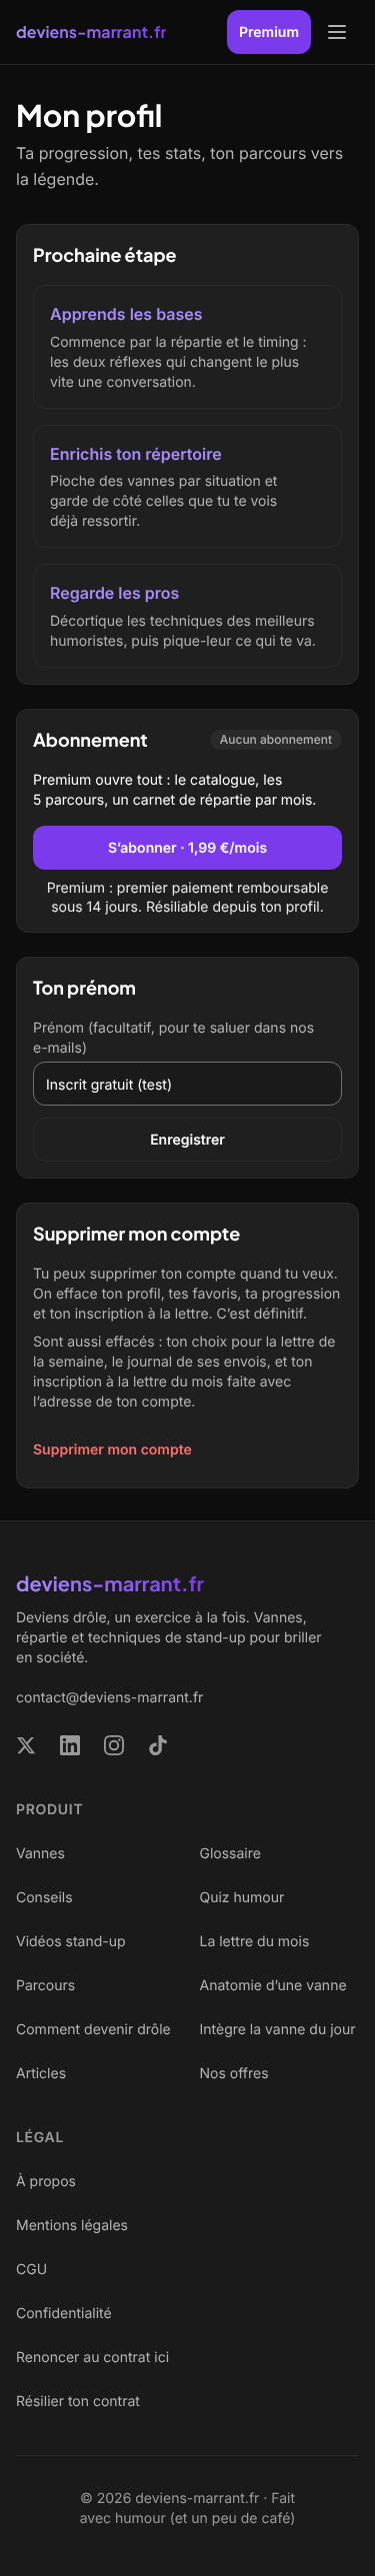 deviens-marrant.fr
Premium
Mon profil
Ta progression, tes stats, ton parcours vers
la légende.
Prochaine étape
Apprends les bases
Commence par la répartie et le timing :
les deux réflexes qui changent le plus
vite une conversation.
Enrichis ton répertoire
Pioche des vannes par situation et
garde de côté celles que tu te vois
déjà ressortir.
Regarde les pros
Décortique les techniques des meilleurs
humoristes, puis pique-leur ce qui te va.
Abonnement
Aucun abonnement
Premium ouvre tout : le catalogue, les
5 parcours, un carnet de répartie par mois.
S’abonner · 1,99 €/mois
Premium : premier paiement remboursable
sous 14 jours. Résiliable depuis ton profil.
Ton prénom
Prénom (facultatif, pour te saluer dans nos
e-mails)
Inscrit gratuit (test)
Enregistrer
Supprimer mon compte
Tu peux supprimer ton compte quand tu veux.
On efface ton profil, tes favoris, ta progression
et ton inscription à la lettre. C’est définitif.
Sont aussi effacés : ton choix pour la lettre de
la semaine, le journal de ses envois, et ton
inscription à la lettre du mois faite avec
l’adresse de ton compte.
Supprimer mon compte
deviens-marrant.fr
Deviens drôle, un exercice à la fois. Vannes,
répartie et techniques de stand-up pour briller
en société.
contact@deviens-marrant.fr
PRODUIT
Vannes
Glossaire
Conseils
Quiz humour
Vidéos stand-up
La lettre du mois
Parcours
Anatomie d’une vanne
Comment devenir drôle
Intègre la vanne du jour
Articles
Nos offres
LÉGAL
À propos
Mentions légales
CGU
Confidentialité
Renoncer au contrat ici
Résilier ton contrat
© 2026 deviens-marrant.fr · Fait
avec humour (et un peu de café)